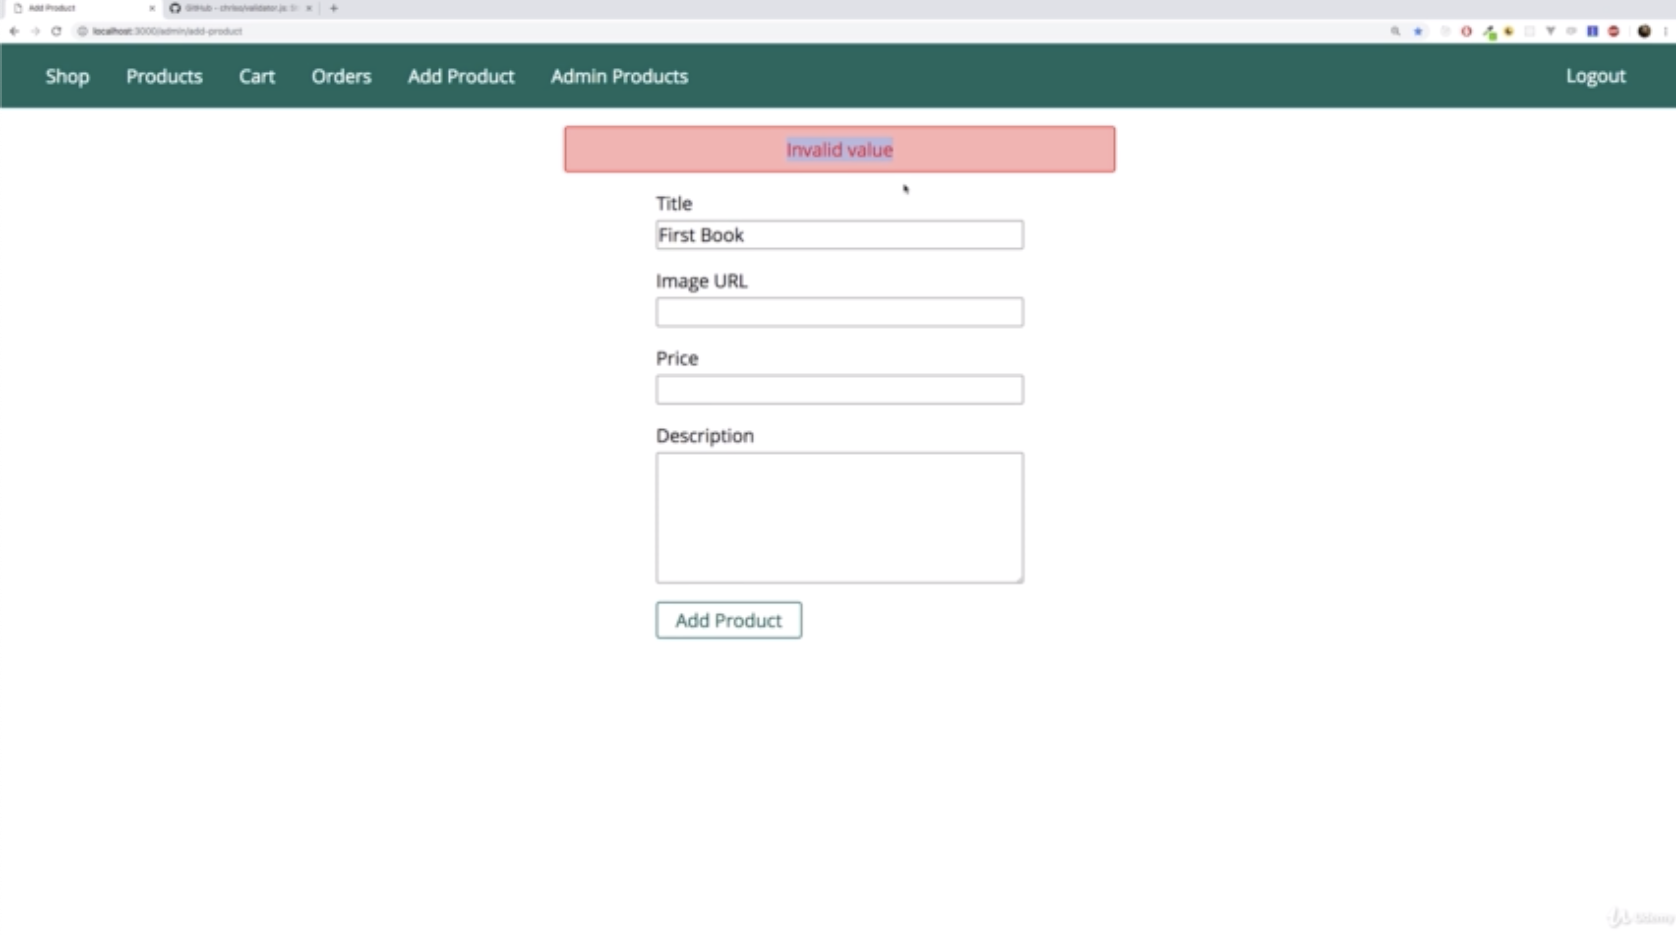 Add Product
GitHub - chriso/validator.js: St
localhost:3000/admin/add-product
Shop Products Cart Orders Add Product Admin Products Logout
Invalid value
Title
First Book
Image URL
Price
Description
Add Product
Udemy